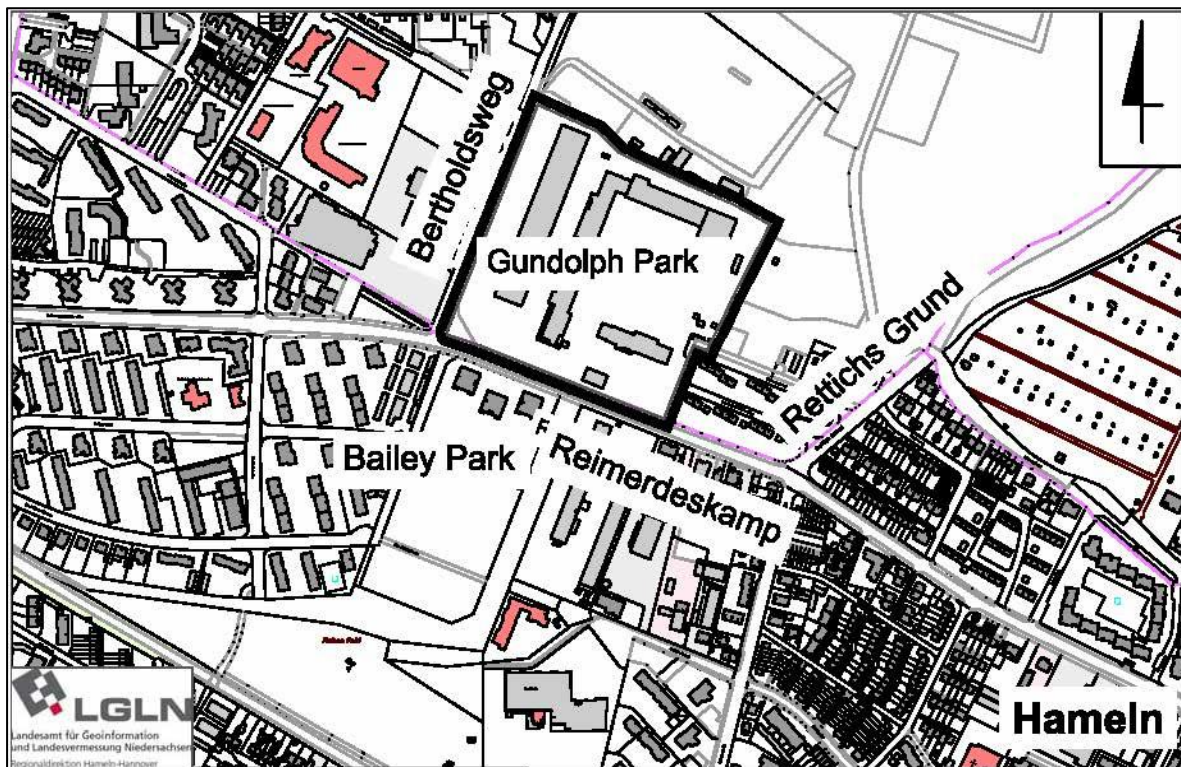 Bertholdsweg
Gundolph Park
Rettichs Grund
Bailey Park
Reimerdeskamp
LGLN
Landesamt für Geoinformation
und Landesvermessung Niedersachsen
Regionaldirektion Hameln-Hannover
Hameln